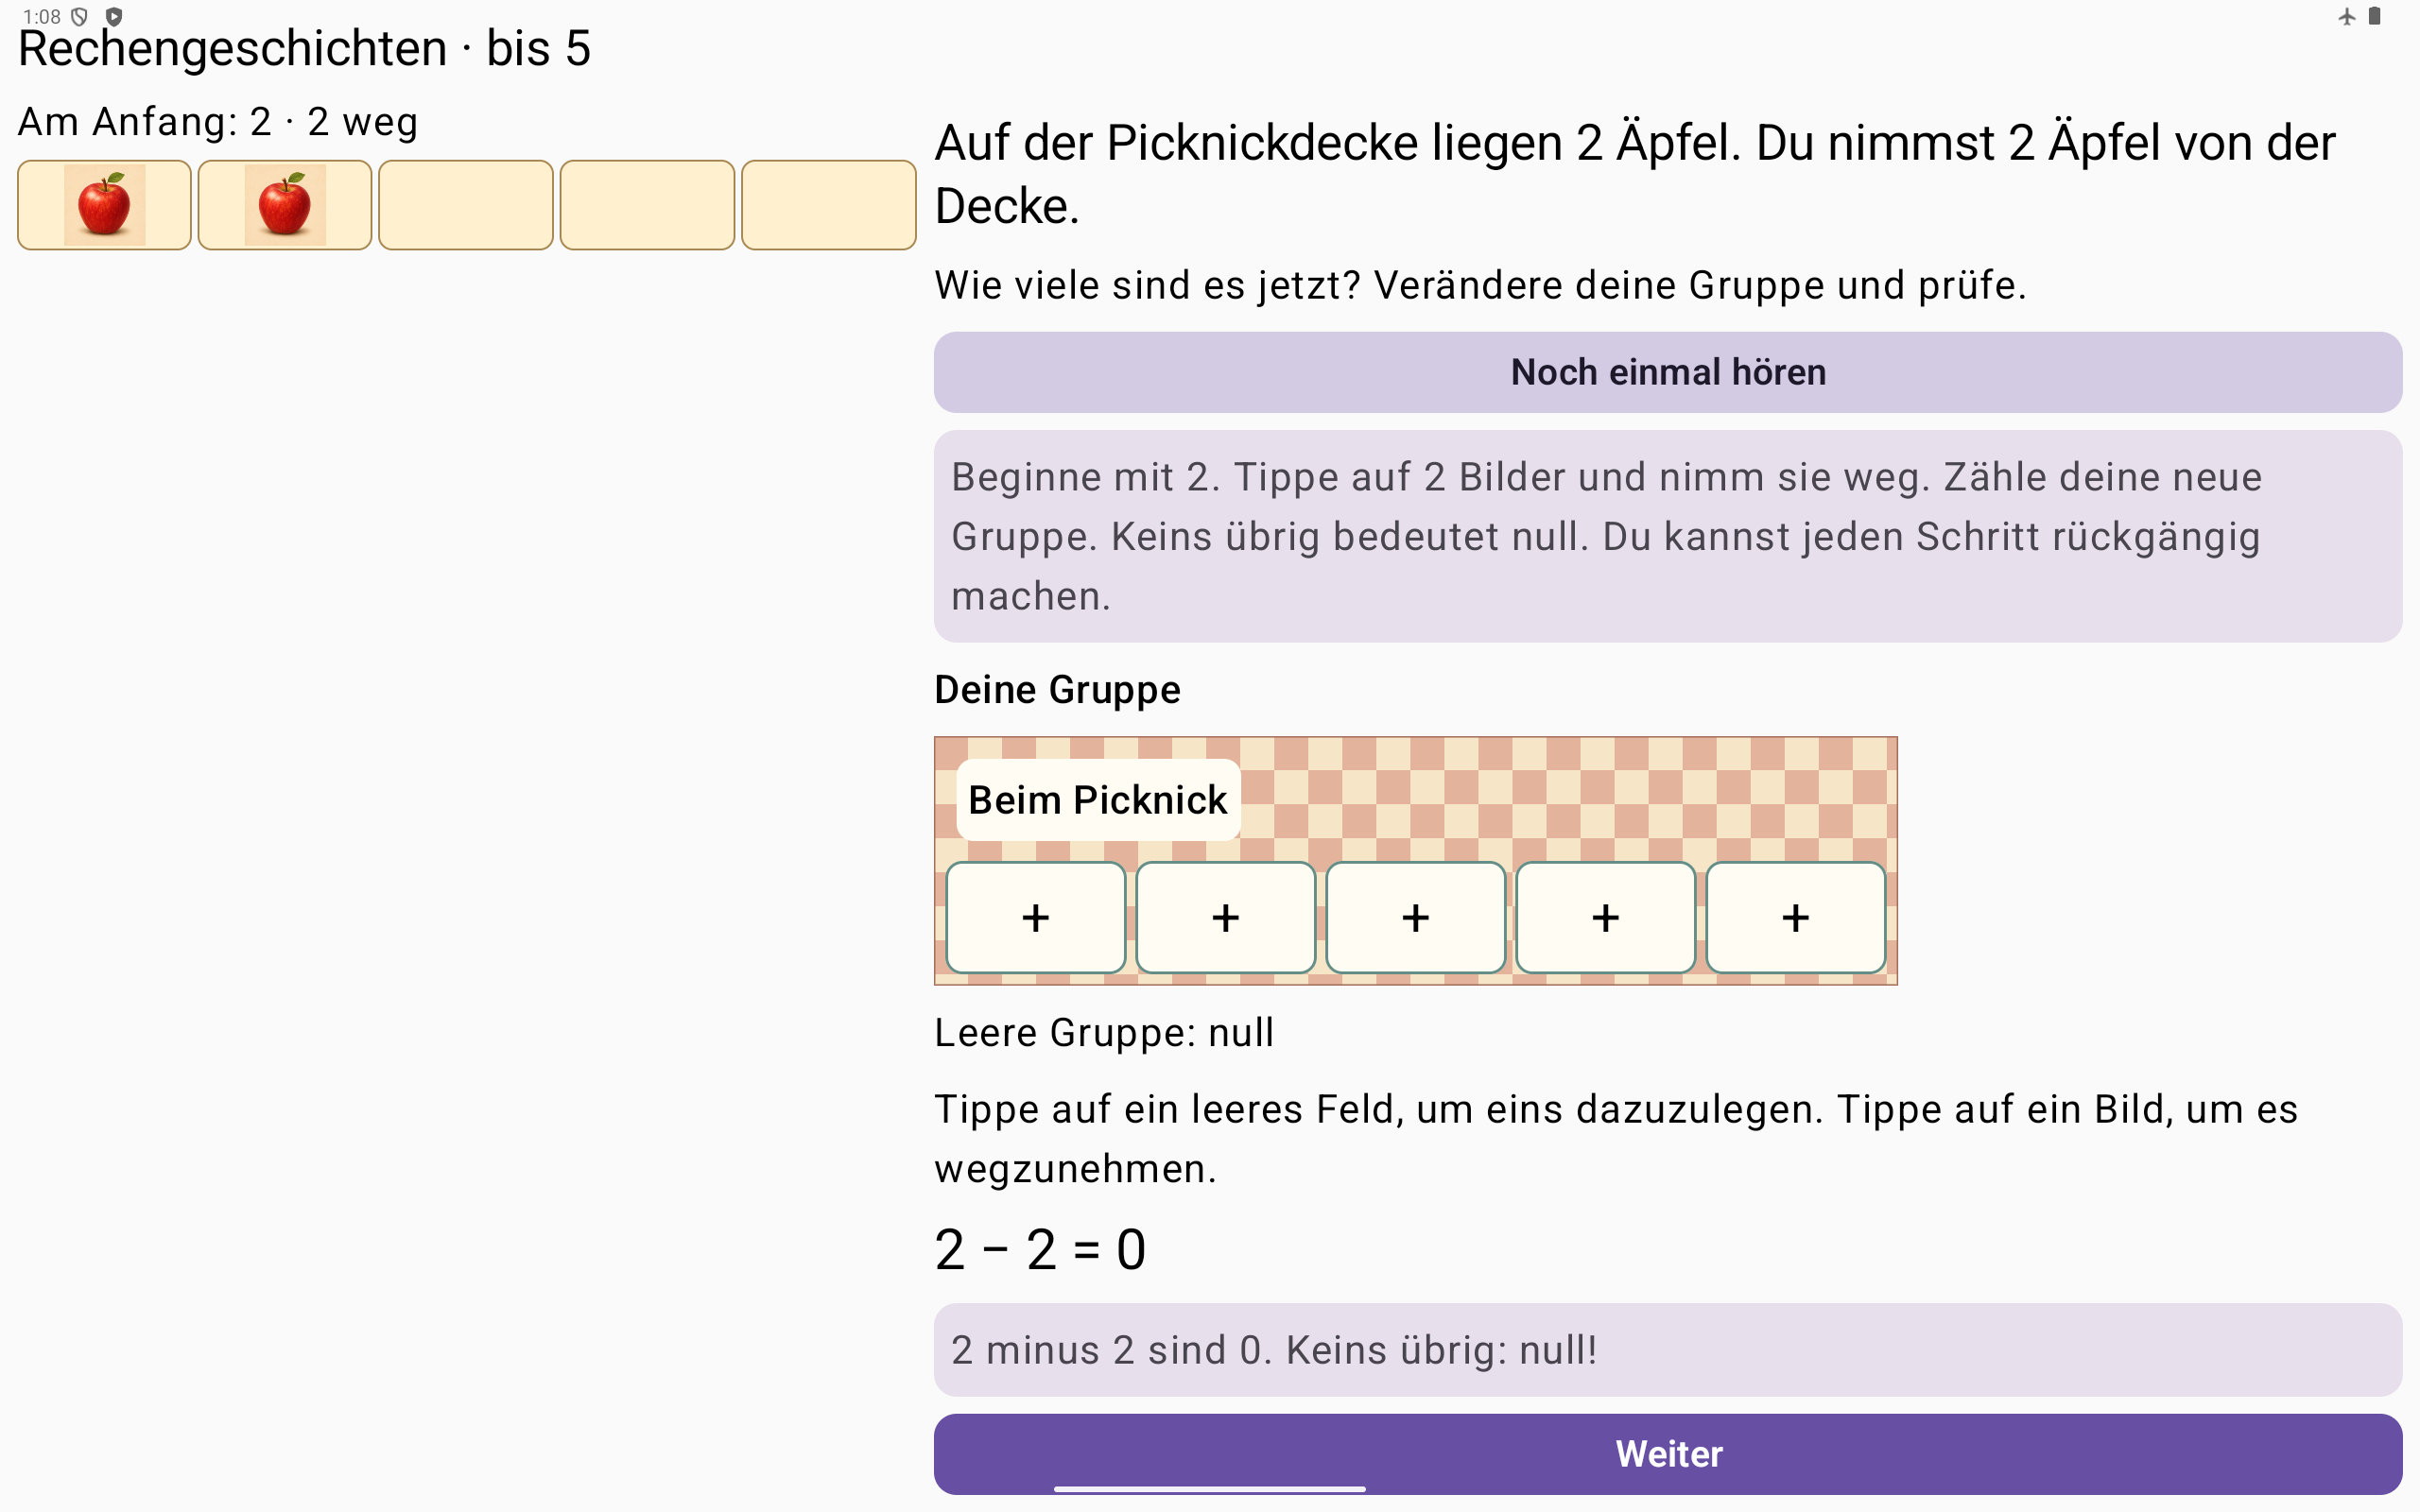 1:08
Rechengeschichten · bis 5
Am Anfang: 2 · 2 weg
Auf der Picknickdecke liegen 2 Äpfel. Du nimmst 2 Äpfel von der
Decke.
Wie viele sind es jetzt? Verändere deine Gruppe und prüfe.
Noch einmal hören
Beginne mit 2. Tippe auf 2 Bilder und nimm sie weg. Zähle deine neue
Gruppe. Keins übrig bedeutet null. Du kannst jeden Schritt rückgängig
machen.
Deine Gruppe
Beim Picknick
+ + + + +
Leere Gruppe: null
Tippe auf ein leeres Feld, um eins dazuzulegen. Tippe auf ein Bild, um es
wegzunehmen.
2 − 2 = 0
2 minus 2 sind 0. Keins übrig: null!
Weiter